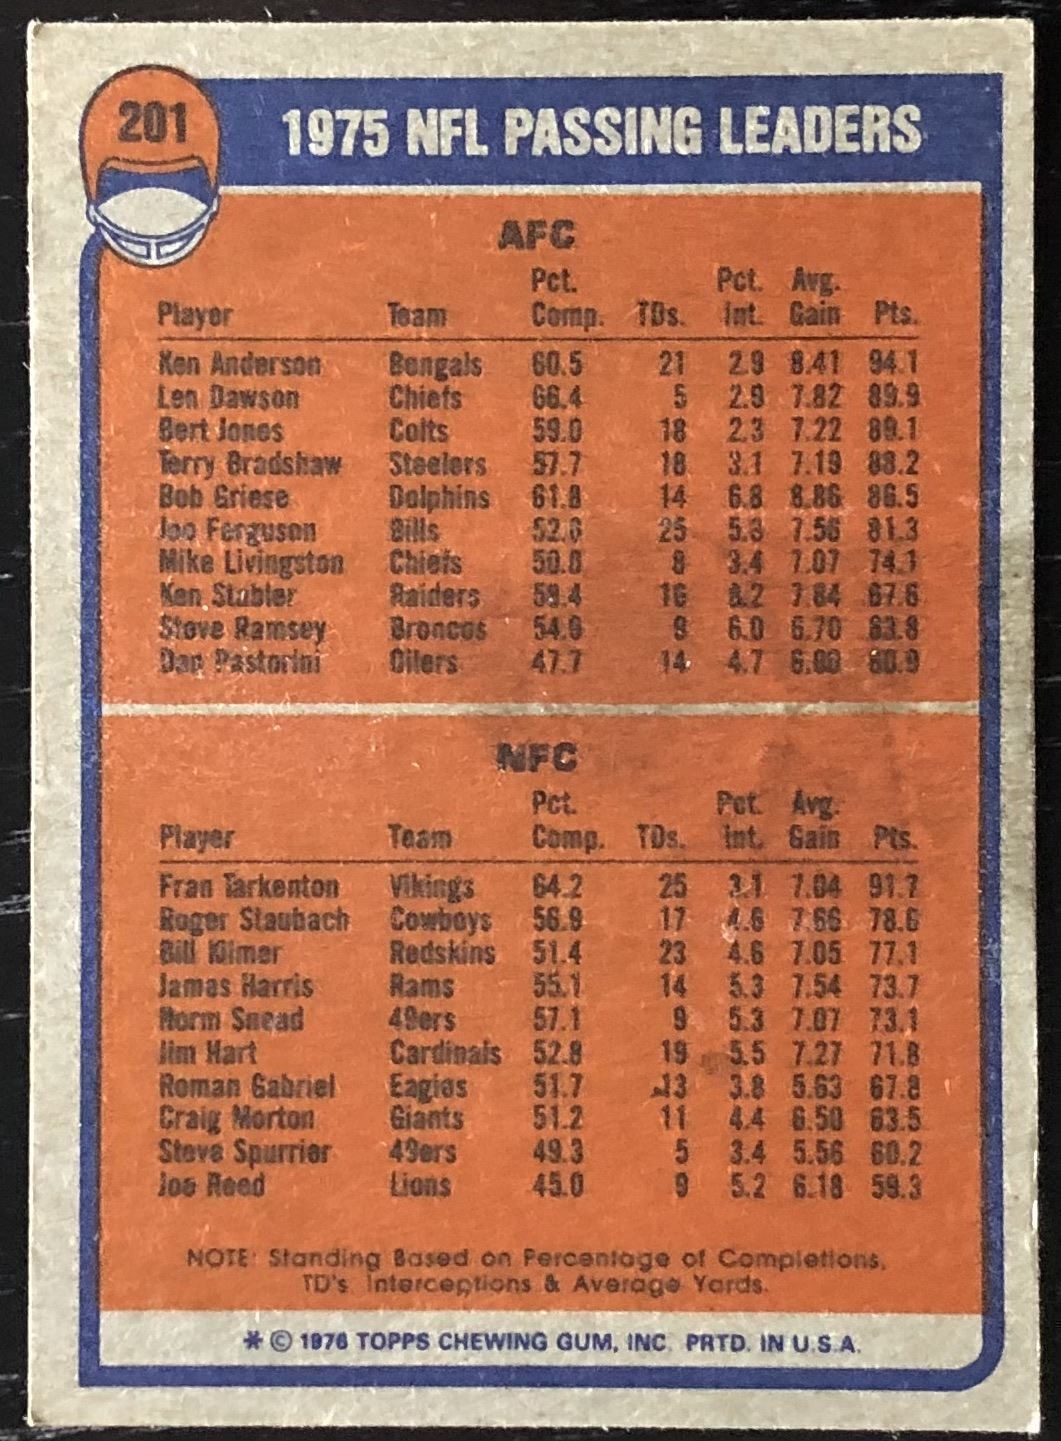 201
1975 NFL PASSING LEADERS
AFC
Pct. Pct. Avg.
Player Team Comp. TDs. Int. Gain Pts.
Ken Anderson Bengals 60.5 21 2.9 8.41 94.1
Len Dawson Chiefs 66.4 5 2.9 7.82 89.9
Bert Jones Colts 59.0 18 2.3 7.22 89.1
Terry Bradshaw Steelers 57.7 18 3.1 7.19 88.2
Bob Griese Dolphins 61.8 14 6.8 8.86 86.5
Joe Ferguson Bills 25 5.3 7.56 81.3
Mike Livingston Chiefs 8 3.4 7.07 74.1
Ken Stabler Raiders 16 7.84 67.6
Steve Ramsey Broncos 9 6.0 6.70 63.8
Dan Pastorini Oilers 47.7 14 4.7 60.9
NFC
Pct. Pct. Avg.
Player Team Comp. TDs. Int. Gain Pts.
Fran Tarkenton Vikings 64.2 25 3.1 7.04 91.7
Roger Staubach Cowboys 56.9 17 4.6 7.66 78.6
Bill Kilmer Redskins 51.4 23 4.6 7.05 77.1
James Harris Rams 55.1 14 5.3 7.54 73.7
Norm Snead 49ers 57.1 9 5.3 7.07 73.1
Jim Hart Cardinals 52.8 19 5.5 7.27 71.8
Roman Gabriel Eagles 51.7 13 3.8 5.63 67.8
Craig Morton Giants 51.2 11 4.4 6.50 63.5
Steve Spurrier 49ers 49.3 5 3.4 5.56 60.2
Joe Reed Lions 45.0 9 5.2 6.18 59.3
NOTE: Standing Based on Percentage of Completions,
TD's Interceptions & Average Yards.
* © 1976 TOPPS CHEWING GUM, INC. PRTD. IN U.S.A.